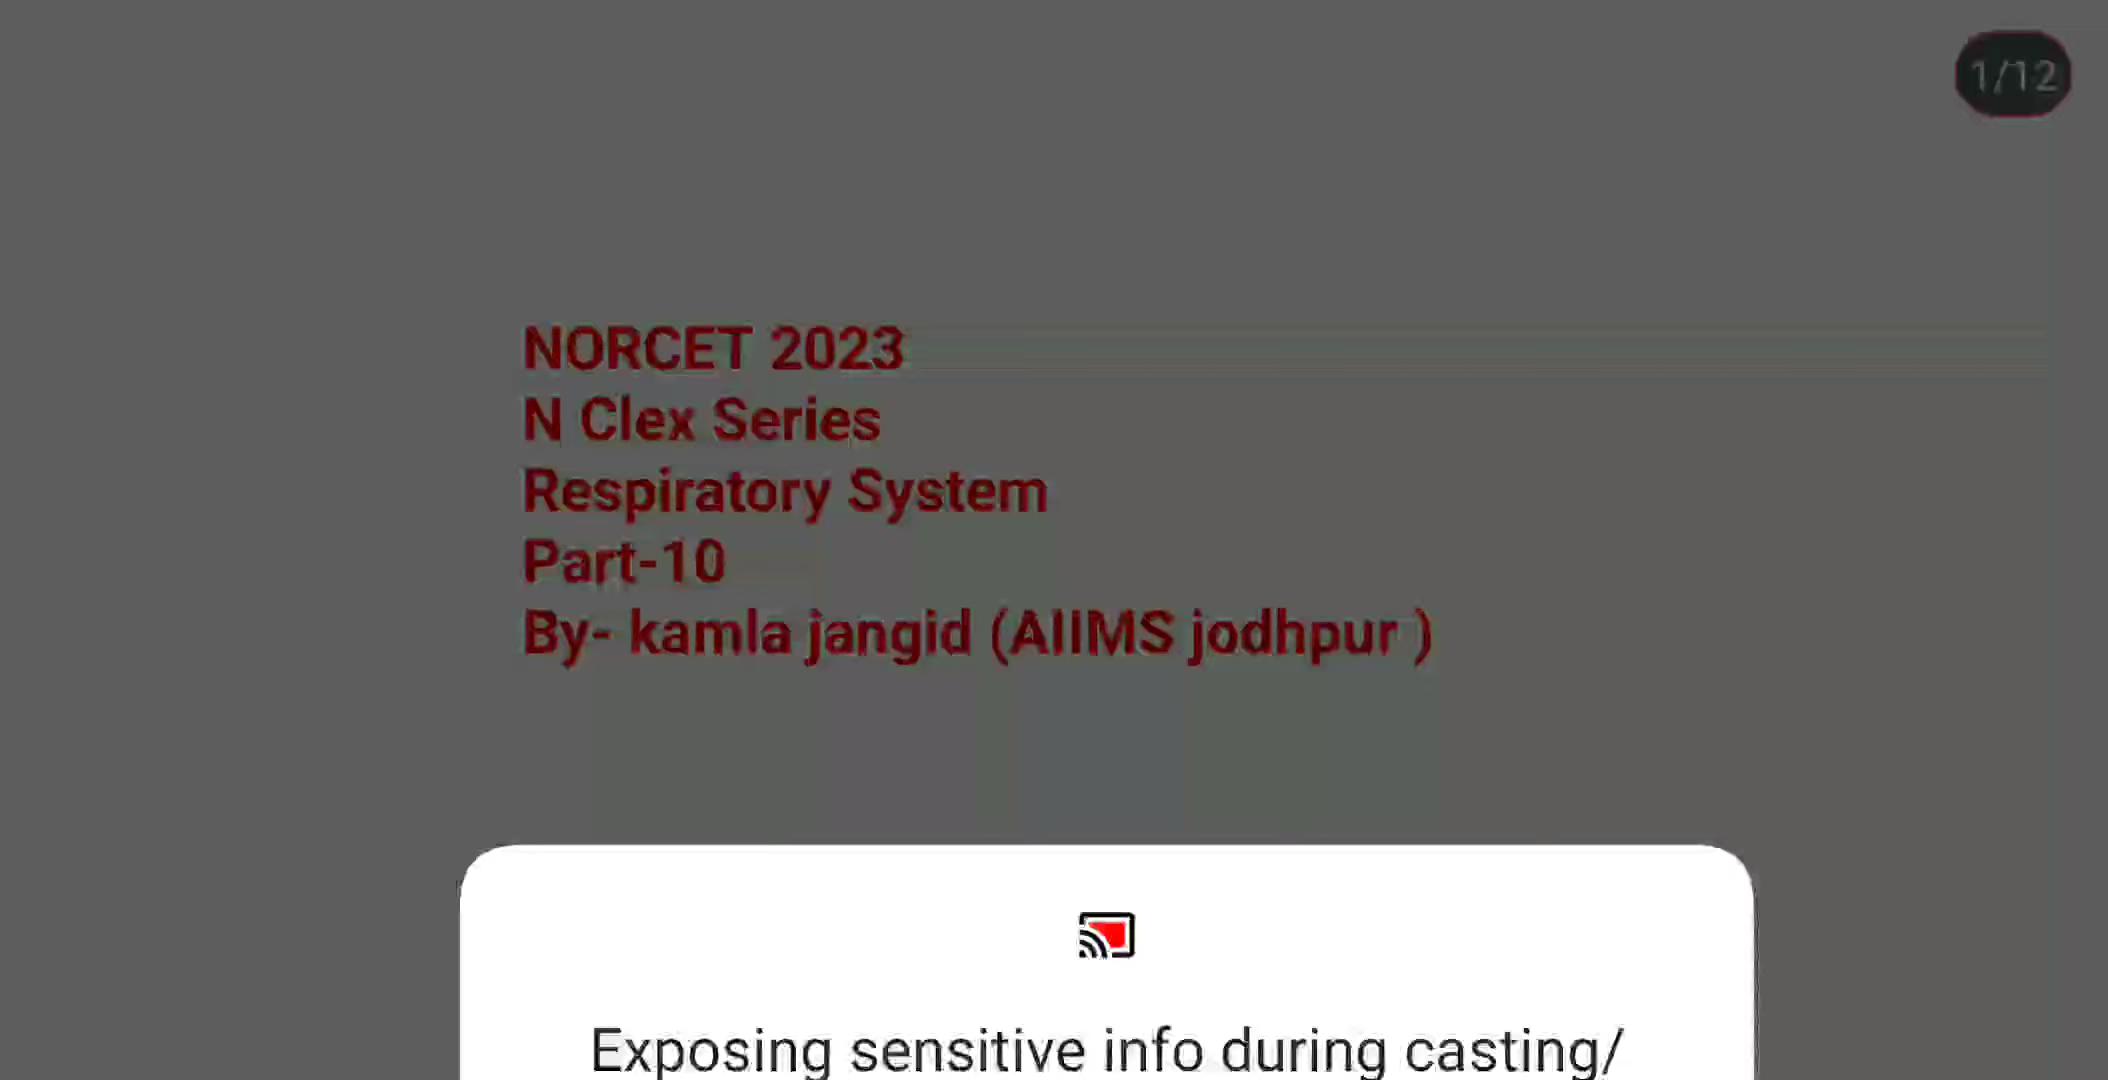 1/12
NORCET 2023
N Clex Series
Respiratory System
Part-10
By- kamla jangid (AIIMS jodhpur )
Exposing sensitive info during casting/